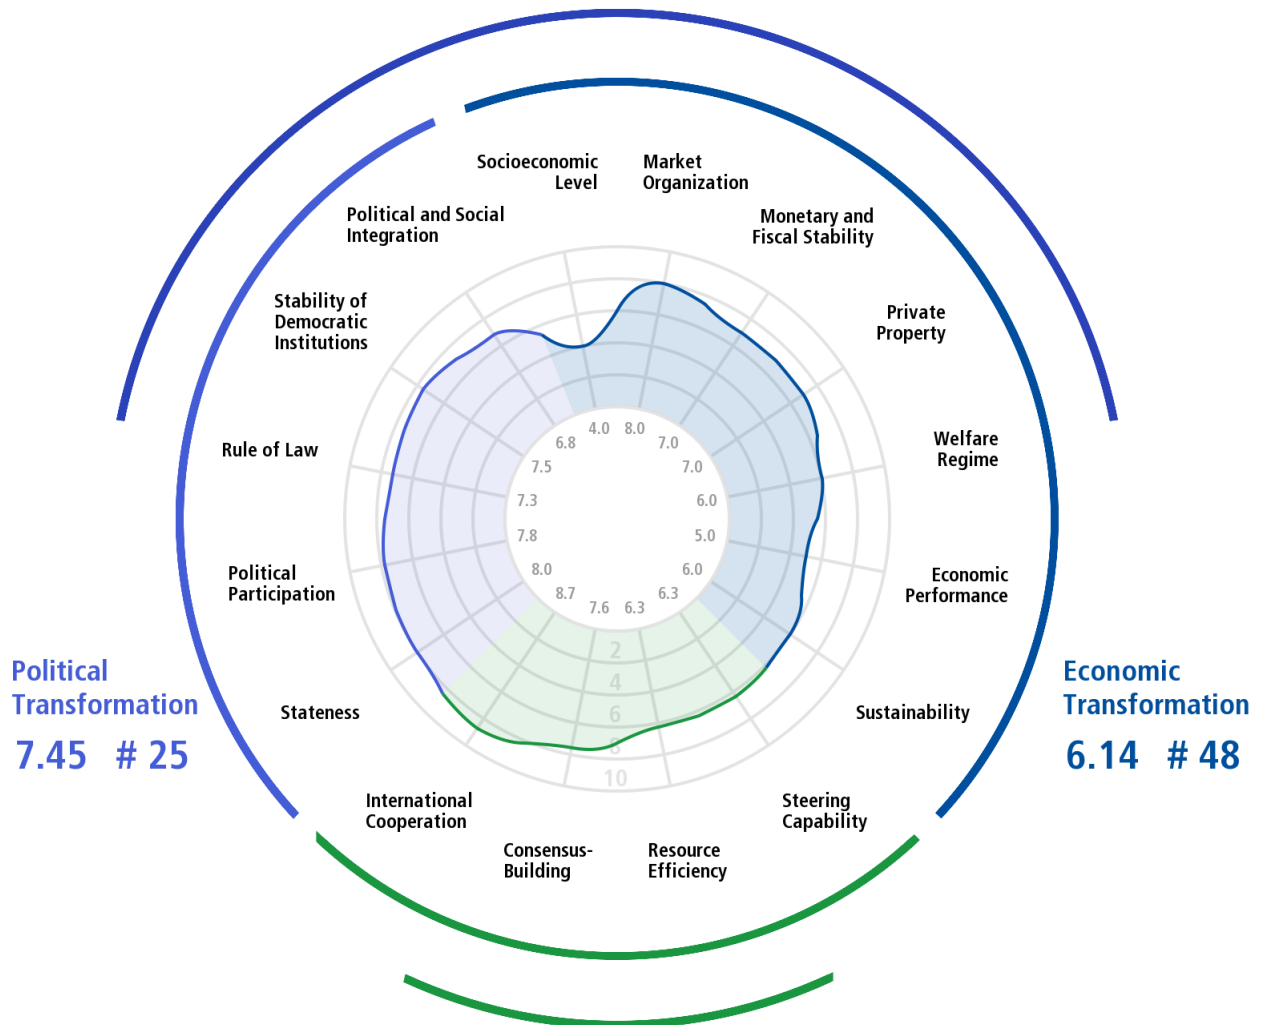 Socioeconomic
Level
Market
Organization
Political and Social
Integration
Monetary and
Fiscal Stability
Stability of
Democratic
Institutions
Private
Property
Rule of Law
Welfare
Regime
Political
Participation
Economic
Performance
Stateness
Sustainability
International
Cooperation
Steering
Capability
Consensus-
Building
Resource
Efficiency
4.0
8.0
6.8
7.0
7.5
7.0
7.3
6.0
7.8
5.0
8.0
6.0
8.7
6.3
7.6
6.3
2
4
6
8
10
Political
Transformation
7.45 # 25
Economic
Transformation
6.14 # 48